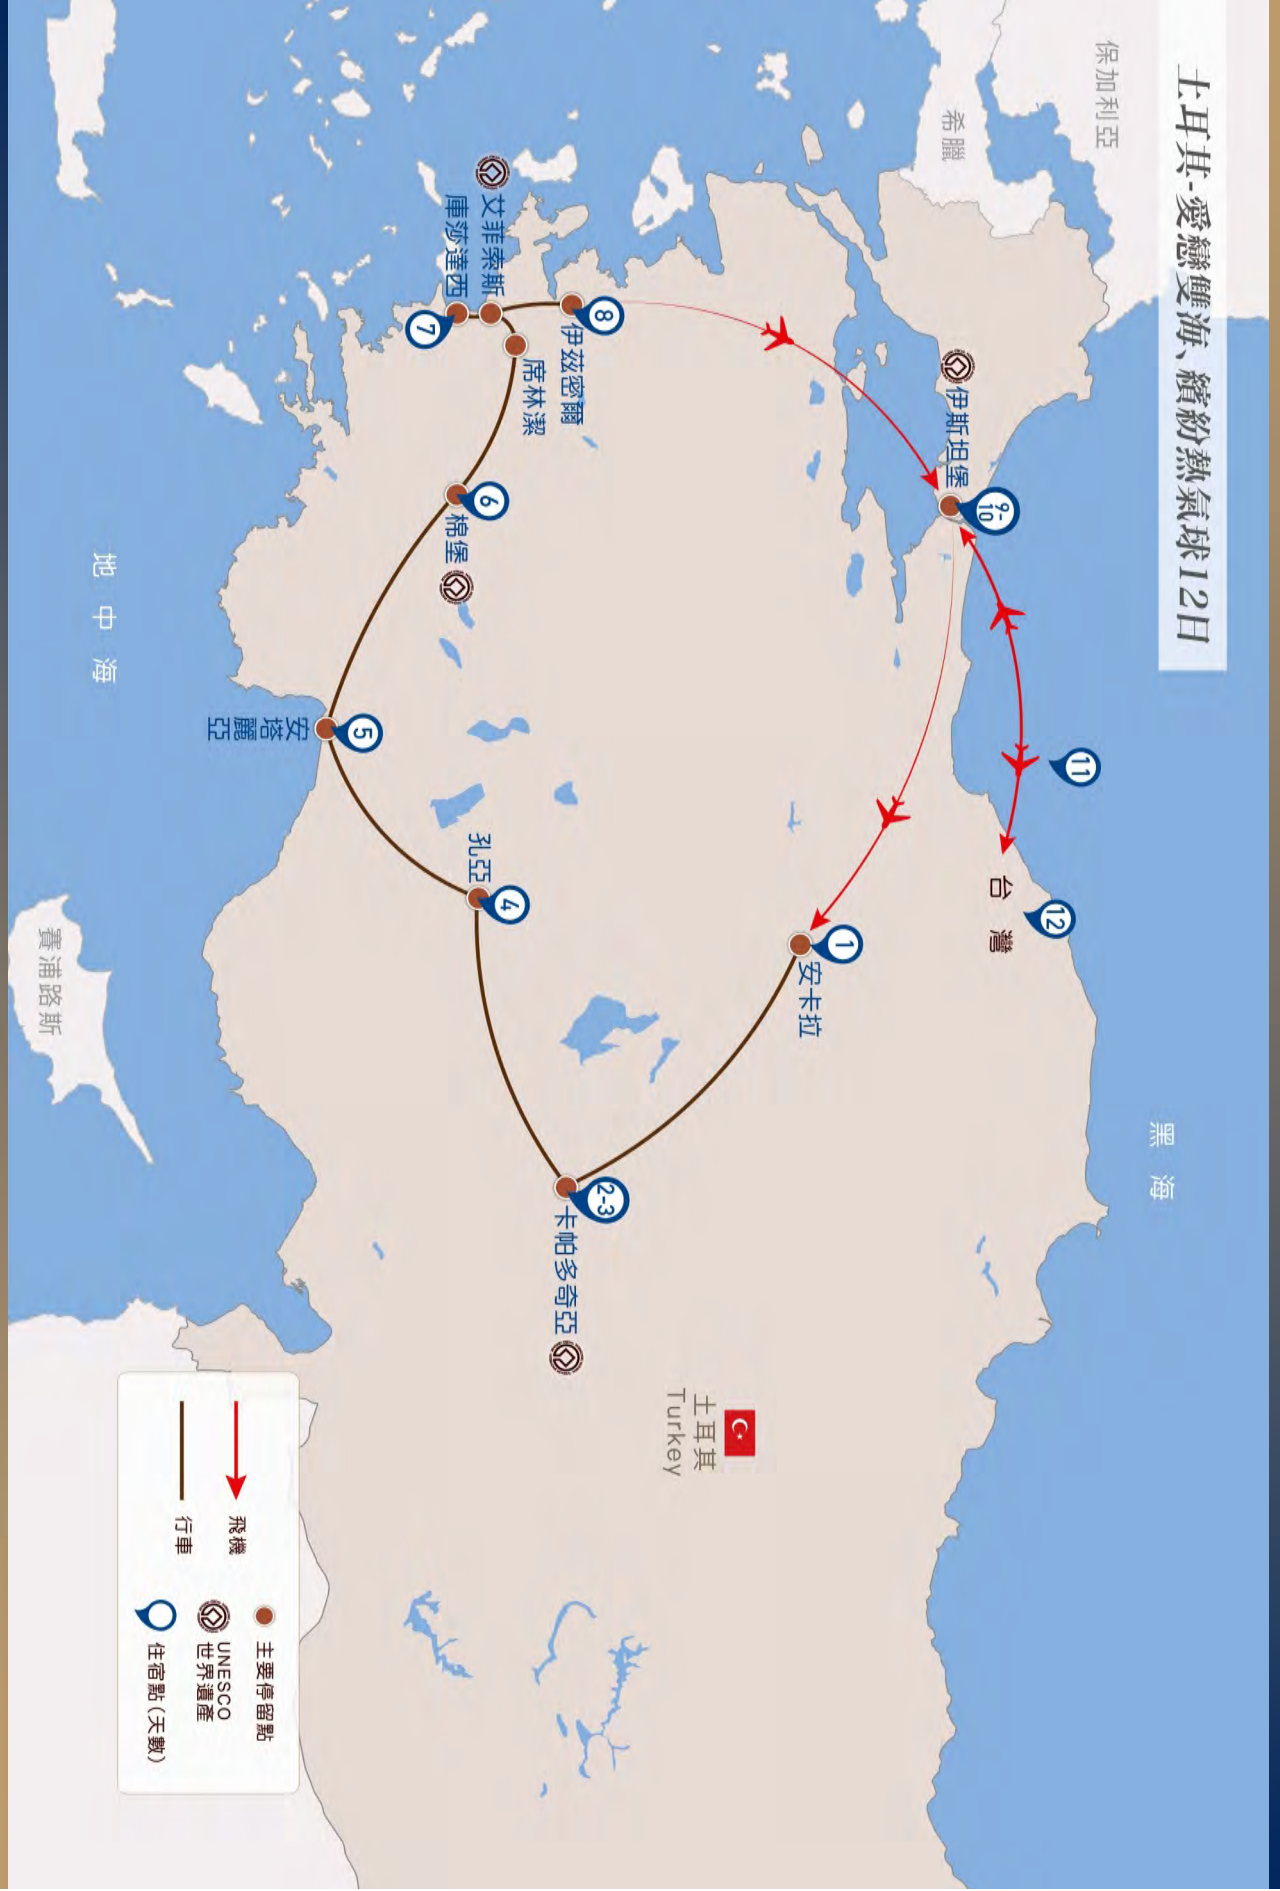 土耳其-愛戀雙海、繽紛熱氣球12日
保加利亞
希臘
黑海
伊斯坦堡
9-
10
11
台灣
12
1
安卡拉
8
伊茲密爾
艾菲索斯
庫莎達西
7
席林潔
6
棉堡
5
安塔麗亞
孔亞
4
2-3
卡帕多奇亞
土耳其
Turkey
地中海
賽浦路斯
飛機
行車
主要停留點
UNESCO
世界遺產
住宿點(天數)